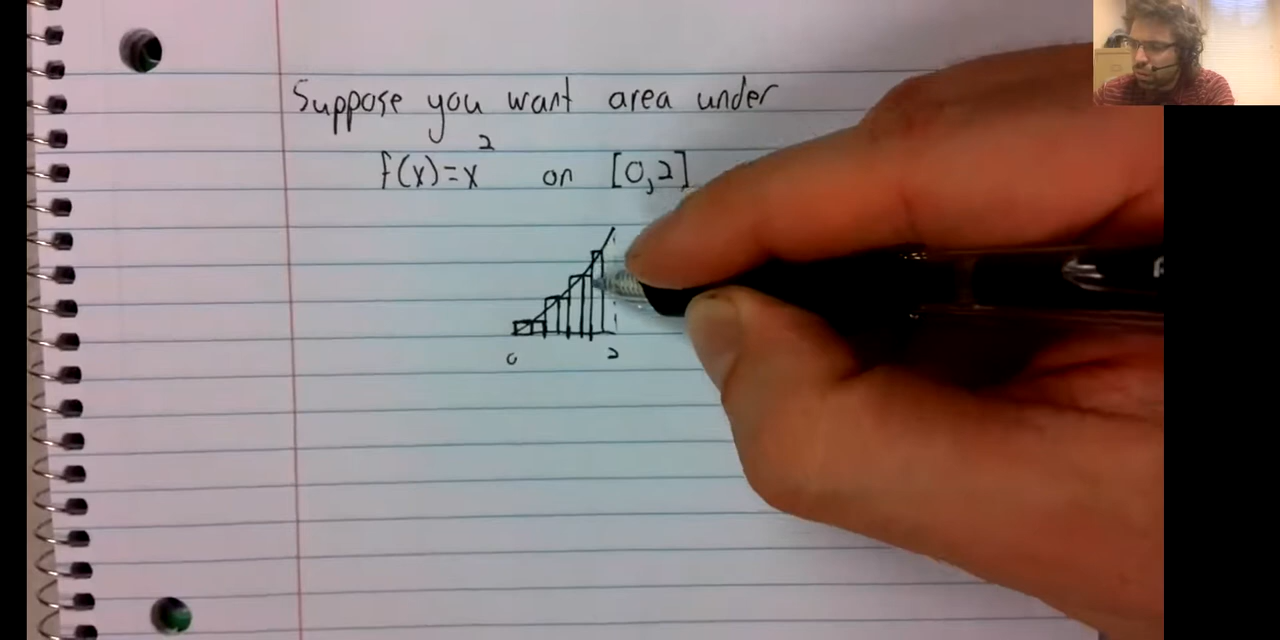 Suppose you want area under
f(x)=x² on [0,2]
0 2